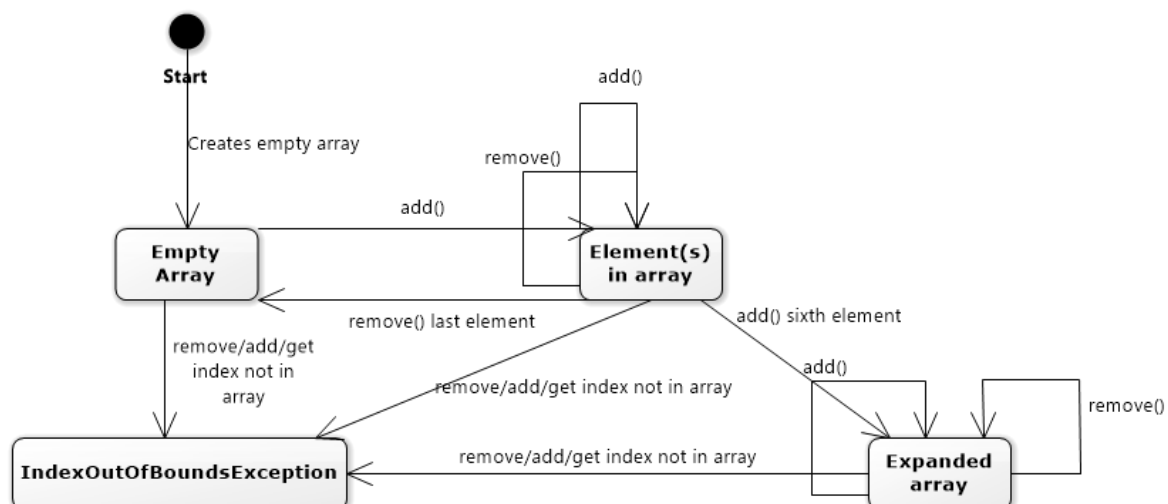 Start
add()
Creates empty array
remove()
add()
Empty
Array
Element(s)
in array
remove() last element
add() sixth element
remove/add/get
index not in
array
add()
remove/add/get index not in array
remove()
IndexOutOfBoundsException
remove/add/get index not in array
Expanded
array